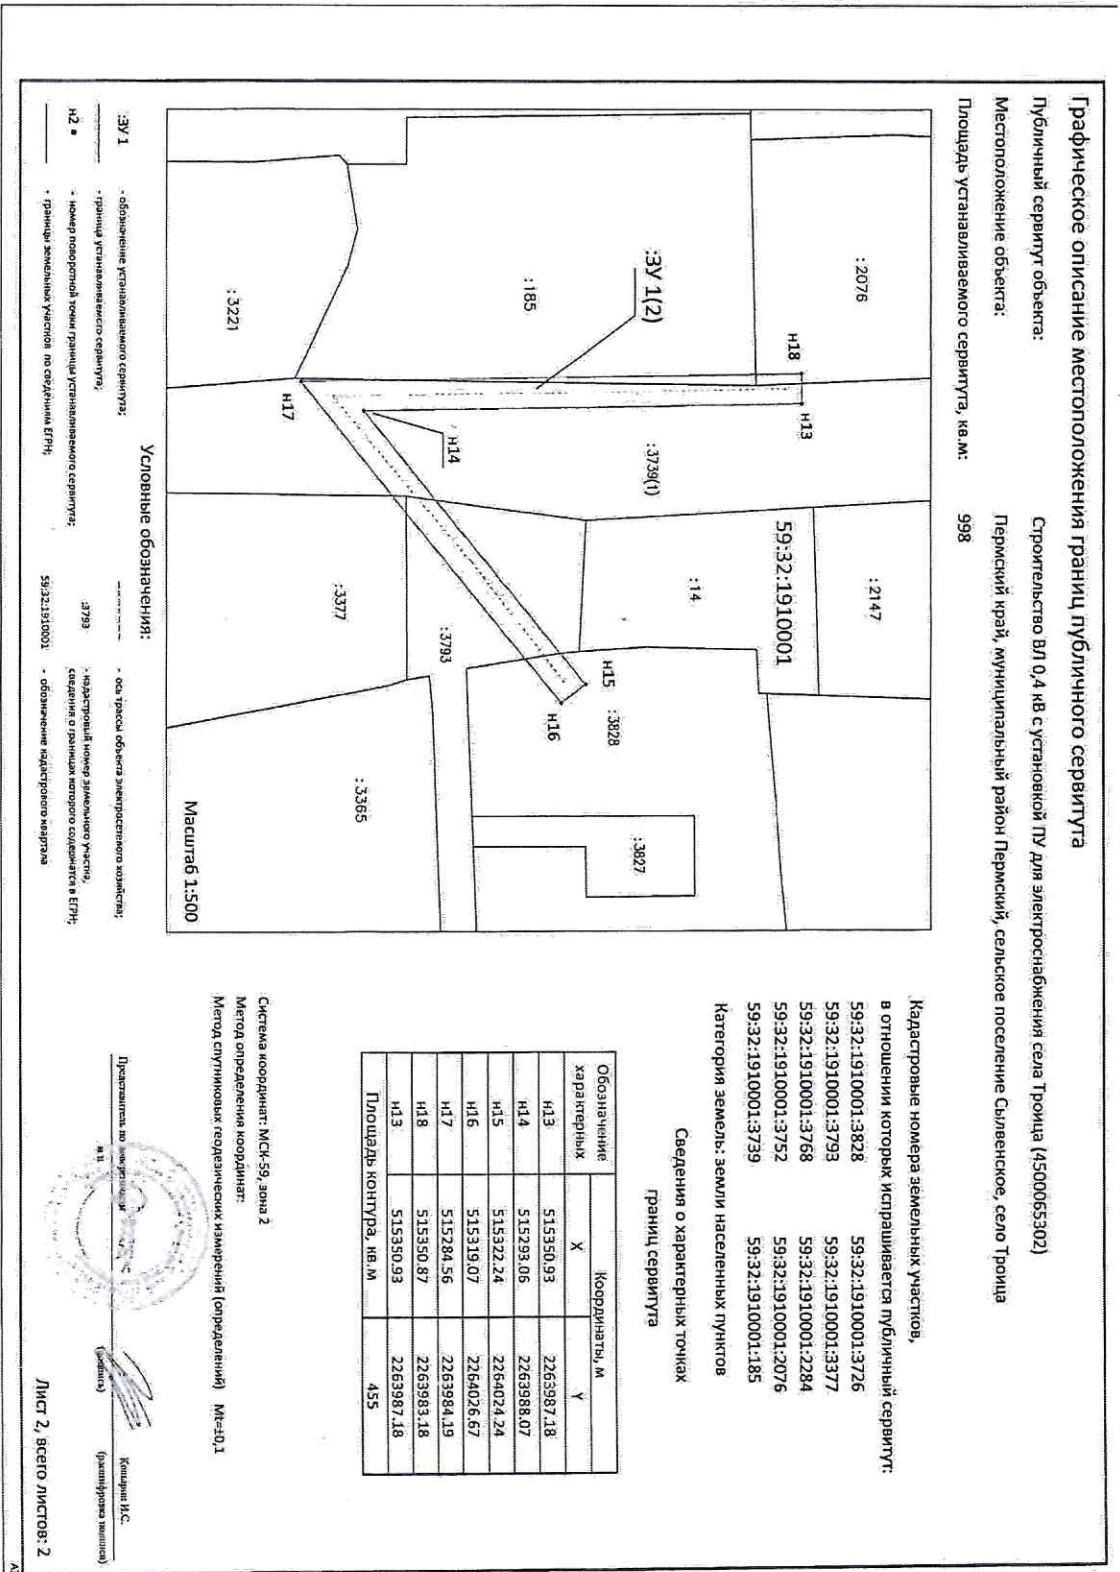 Графическое описание местоположения границ публичного сервитута
Публичный сервитут объекта:
Строительство ВЛ 0,4 кВ с установкой ПУ для электроснабжения села Троица (4500065302)
Местоположение объекта:
Пермский край, муниципальный район Пермский, сельское поселение Сылвенское, село Троица
Площадь устанавливаемого сервитута, кв.м:
998
:2076
:2147
н18
н13
59:32:1910001
:ЗУ 1(2)
:3739(1)
:14
:185
:3827
:3828
н15
н16
н14
:3793
:3221
н17
:3377
:3365
Масштаб 1:500
Кадастровые номера земельных участков,
в отношении которых испрашивается публичный сервитут:
59:32:1910001:3828 59:32:1910001:3726
59:32:1910001:3793 59:32:1910001:3377
59:32:1910001:3768 59:32:1910001:2284
59:32:1910001:3752 59:32:1910001:2076
59:32:1910001:3739 59:32:1910001:185
Категория земель: земли населенных пунктов
Сведения о характерных точках
границ сервитута
Обозначение характерных
Координаты, м
X Y
н13 515350.93 2263987.18
н14 515293.06 2263988.07
н15 515322.24 2264024.24
н16 515319.07 2264026.67
н17 515284.56 2263984.19
н18 515350.87 2263983.18
н13 515350.93 2263987.18
Площадь контура, кв.м 455
Система координат: МСК-59, зона 2
Метод определения координат:
Метод спутниковых геодезических измерений (определений) Mt=±0,1
Условные обозначения:
:ЗУ 1 - обозначение устанавливаемого сервитута;
- граница устанавливаемого сервитута;
н2 - номер поворотной точки границы устанавливаемого сервитута;
- границы земельных участков по сведениям ЕГРН;
- ось трассы объекта электросетевого хозяйства;
:3793 - кадастровый номер земельного участка,
сведения о границах которого содержатся в ЕГРН;
59:32:1910001 - обозначение кадастрового квартала
Представитель по доверенности
м.п.
(подпись)
(расшифровка подписи)
Лист 2, всего листов: 2